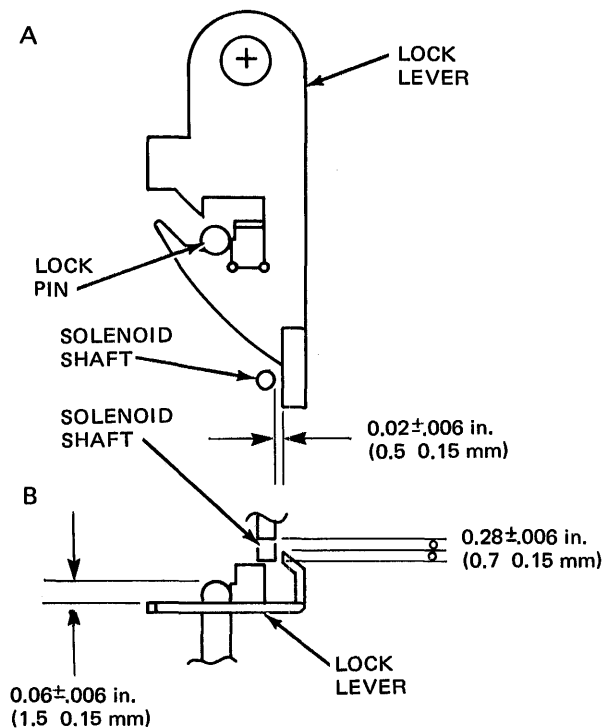 A
LOCK
LEVER
LOCK
PIN
SOLENOID
SHAFT
SOLENOID
SHAFT
0.02±.006 in.
(0.5 0.15 mm)
B
0.28±.006 in.
(0.7 0.15 mm)
LOCK
LEVER
0.06±.006 in.
(1.5 0.15 mm)